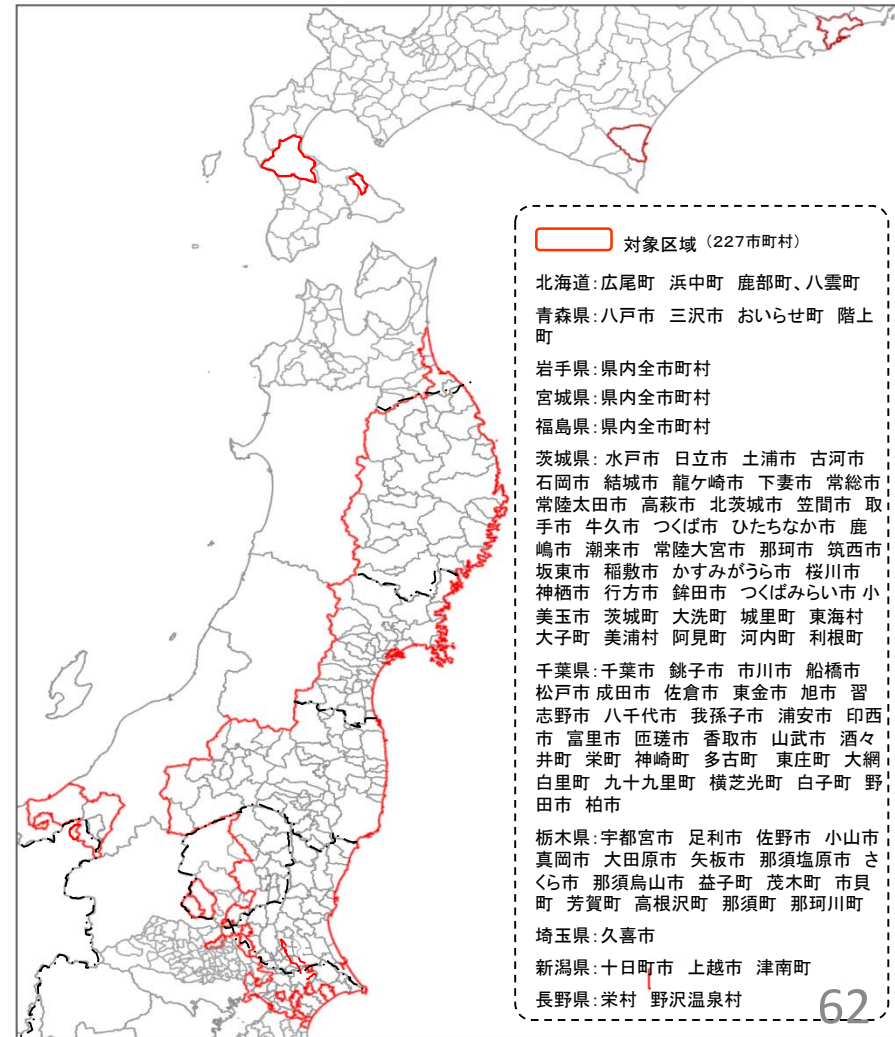 対象区域（227市町村）
北海道：広尾町 浜中町 鹿部町、八雲町
青森県：八戸市 三沢市 おいらせ町 階上
町
岩手県：県内全市町村
宮城県：県内全市町村
福島県：県内全市町村
茨城県：水戸市 日立市 土浦市 古河市
石岡市 結城市 龍ケ崎市 下妻市 常総市
常陸太田市 高萩市 北茨城市 笠間市 取
手市 牛久市 つくば市 ひたちなか市 鹿
嶋市 潮来市 常陸大宮市 那珂市 筑西市
坂東市 稲敷市 かすみがうら市 桜川市
神栖市 行方市 鉾田市 つくばみらい市 小
美玉市 茨城町 大洗町 城里町 東海村
大子町 美浦村 阿見町 河内町 利根町
千葉県：千葉市 銚子市 市川市 船橋市
松戸市 成田市 佐倉市 東金市 旭市 習
志野市 八千代市 我孫子市 浦安市 印西
市 富里市 匝瑳市 香取市 山武市 酒々
井町 栄町 神崎町 多古町 東庄町 大網
白里町 九十九里町 横芝光町 白子町 野
田市 柏市
栃木県：宇都宮市 足利市 佐野市 小山市
真岡市 大田原市 矢板市 那須塩原市 さ
くら市 那須烏山市 益子町 茂木町 市貝
町 芳賀町 高根沢町 那須町 那珂川町
埼玉県：久喜市
新潟県：十日町市 上越市 津南町
長野県：栄村 野沢温泉村
62